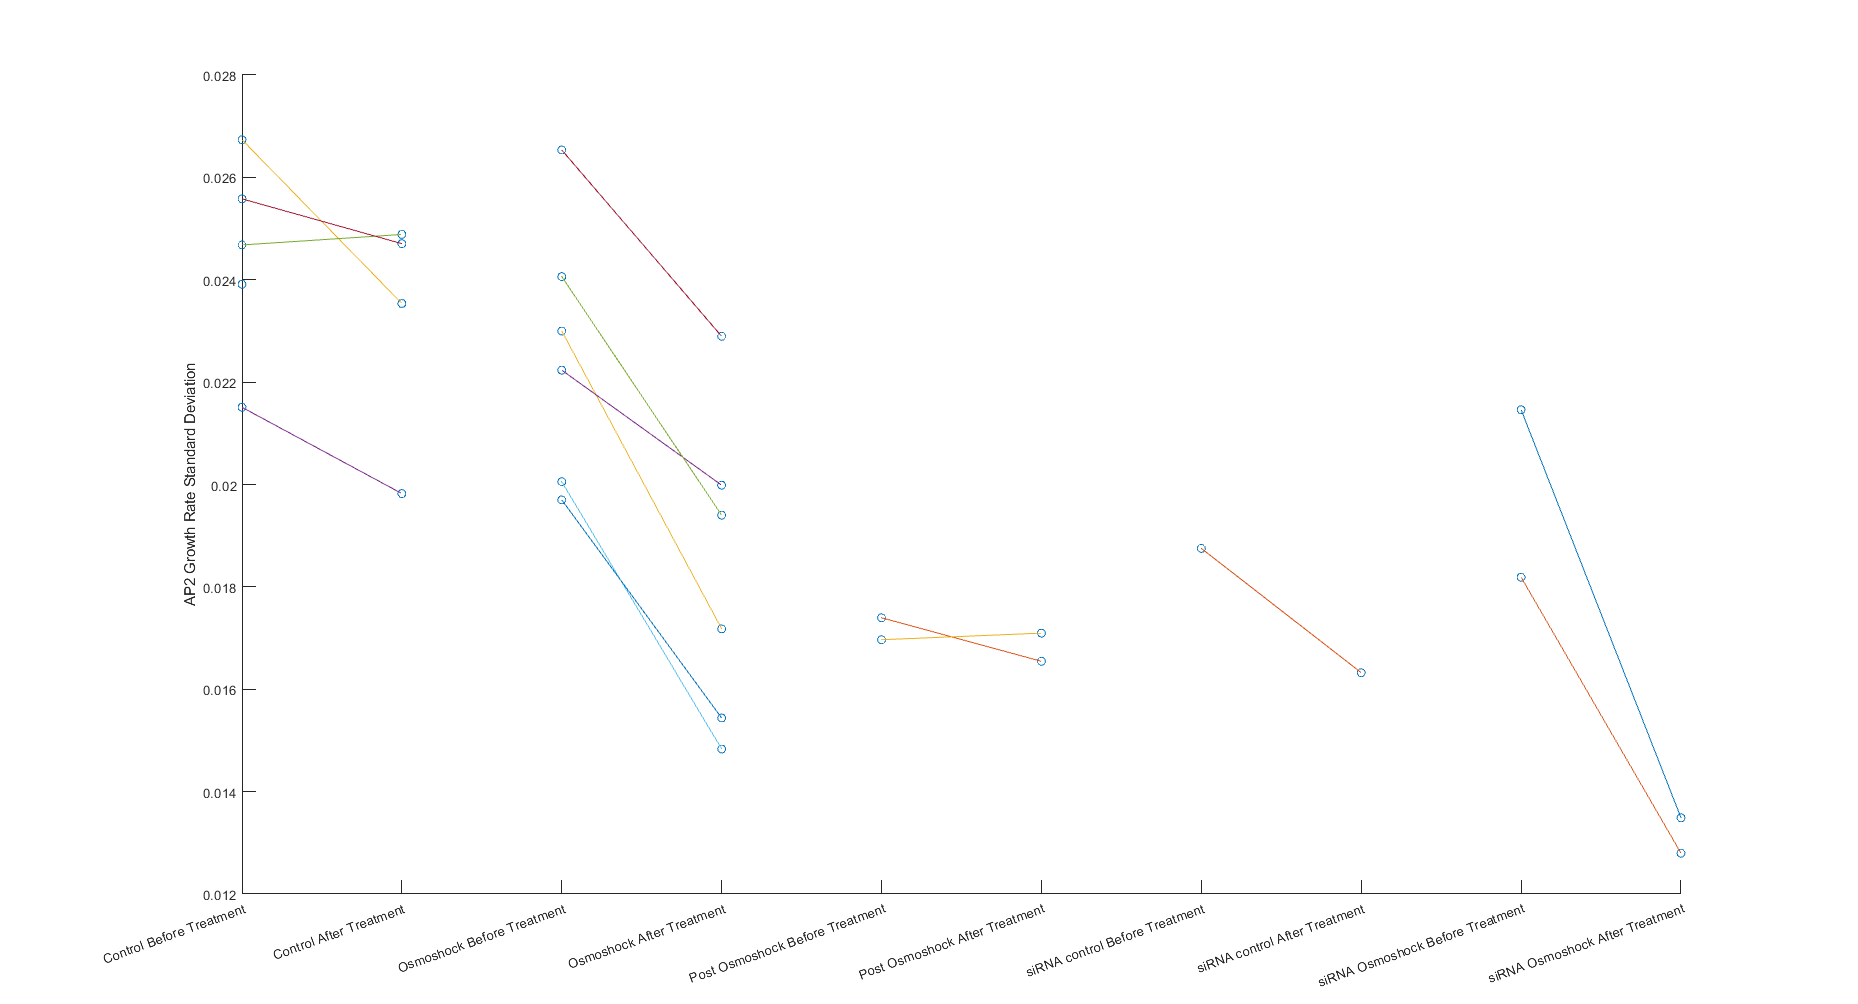 0.028
0.026
0.024
0.022
0.02
0.018
0.016
0.014
0.012
AP2 Growth Rate Standard Deviation
Control Before Treatment
Control After Treatment
Osmoshock Before Treatment
Osmoshock After Treatment
Post Osmoshock Before Treatment
Post Osmoshock After Treatment
siRNA control Before Treatment
siRNA control After Treatment
siRNA Osmoshock Before Treatment
siRNA Osmoshock After Treatment